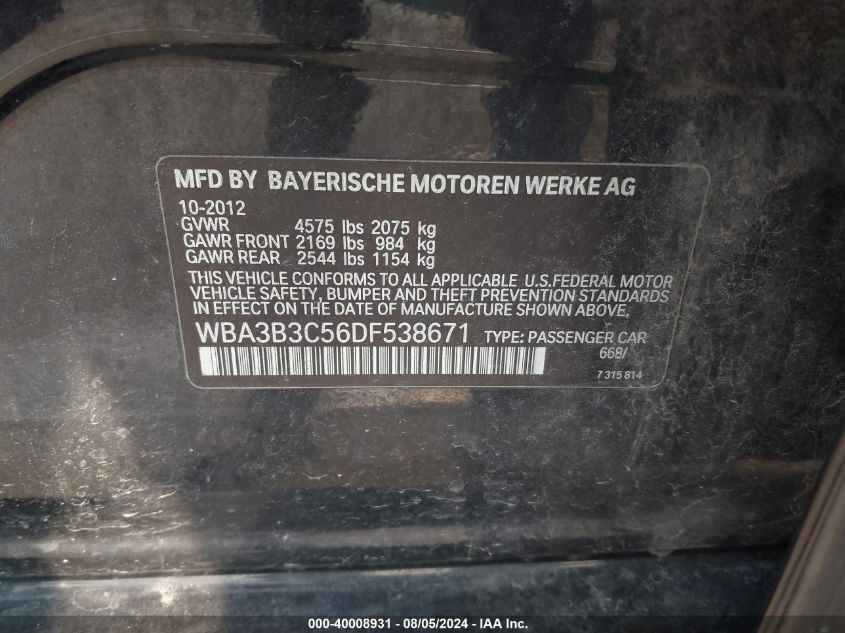 MFD BY BAYERISCHE MOTOREN WERKE AG
10-2012
GVWR 4575 lbs 2075 kg
GAWR FRONT 2169 lbs 984 kg
GAWR REAR 2544 lbs 1154 kg
THIS VEHICLE CONFORMS TO ALL APPLICABLE U.S.FEDERAL MOTOR
VEHICLE SAFETY, BUMPER AND THEFT PREVENTION STANDARDS
IN EFFECT ON THE DATE OF MANUFACTURE SHOWN ABOVE.
WBA3B3C56DF538671 TYPE: PASSENGER CAR
668/
7 315 814
000-40008931 - 08/05/2024 - IAA Inc.